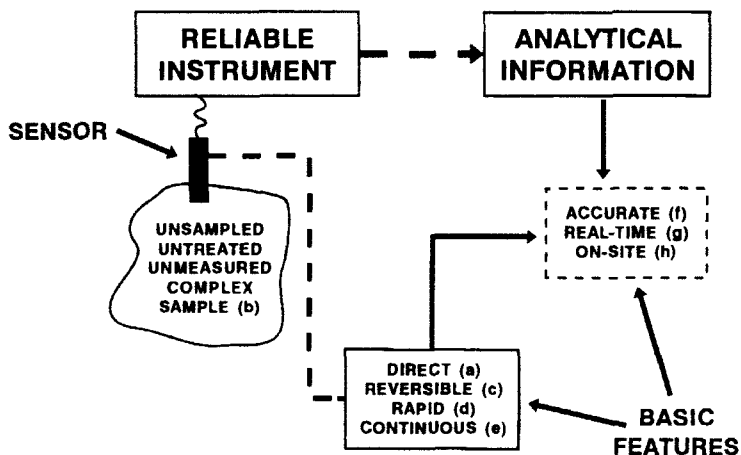 RELIABLE
INSTRUMENT
ANALYTICAL
INFORMATION
SENSOR
UNSAMPLED
UNTREATED
UNMEASURED
COMPLEX
SAMPLE (b)
ACCURATE (f)
REAL-TIME (g)
ON-SITE (h)
DIRECT (a)
REVERSIBLE (c)
RAPID (d)
CONTINUOUS (e)
BASIC
FEATURES